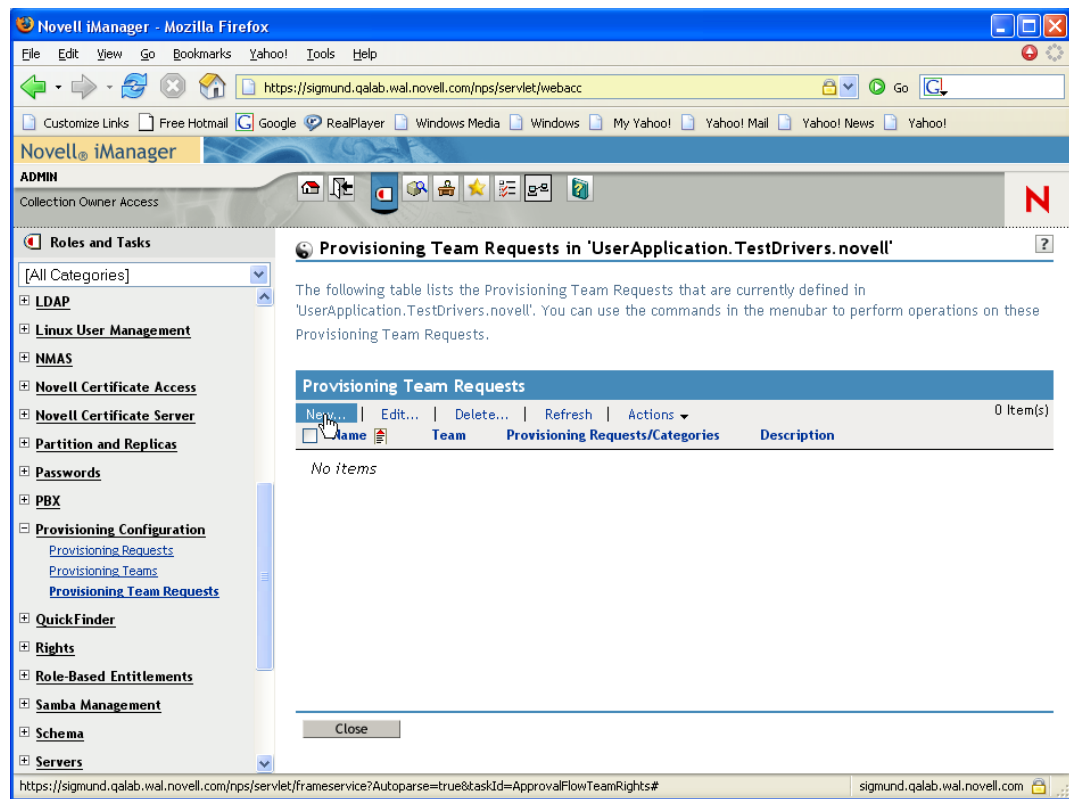 Novell iManager - Mozilla Firefox
File Edit View Go Bookmarks Yahoo! Tools Help
https://sigmund.qalab.wal.novell.com/nps/servlet/webacc Go G
Customize Links Free Hotmail Google RealPlayer Windows Media Windows My Yahoo! Yahoo! Mail Yahoo! News Yahoo!
Novell® iManager
ADMIN
Collection Owner Access
N
Roles and Tasks
[All Categories]
LDAP
Linux User Management
NMAS
Novell Certificate Access
Novell Certificate Server
Partition and Replicas
Passwords
PBX
Provisioning Configuration
Provisioning Requests
Provisioning Teams
Provisioning Team Requests
QuickFinder
Rights
Role-Based Entitlements
Samba Management
Schema
Servers
Provisioning Team Requests in 'UserApplication.TestDrivers.novell' ?
The following table lists the Provisioning Team Requests that are currently defined in
'UserApplication.TestDrivers.novell'. You can use the commands in the menubar to perform operations on these
Provisioning Team Requests.
Provisioning Team Requests
New... | Edit... | Delete... | Refresh | Actions 0 Item(s)
Name Team Provisioning Requests/Categories Description
No items
Close
https://sigmund.qalab.wal.novell.com/nps/servlet/frameservice?Autoparse=true&taskId=ApprovalFlowTeamRights# sigmund.qalab.wal.novell.com